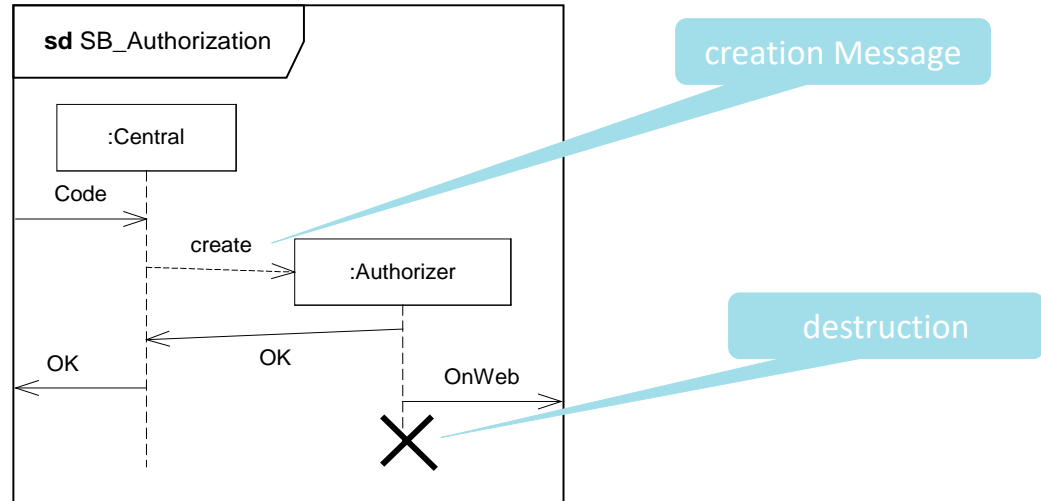 sd SB_Authorization
creation Message
:Central
Code
create
:Authorizer
OK
OK
OnWeb
destruction